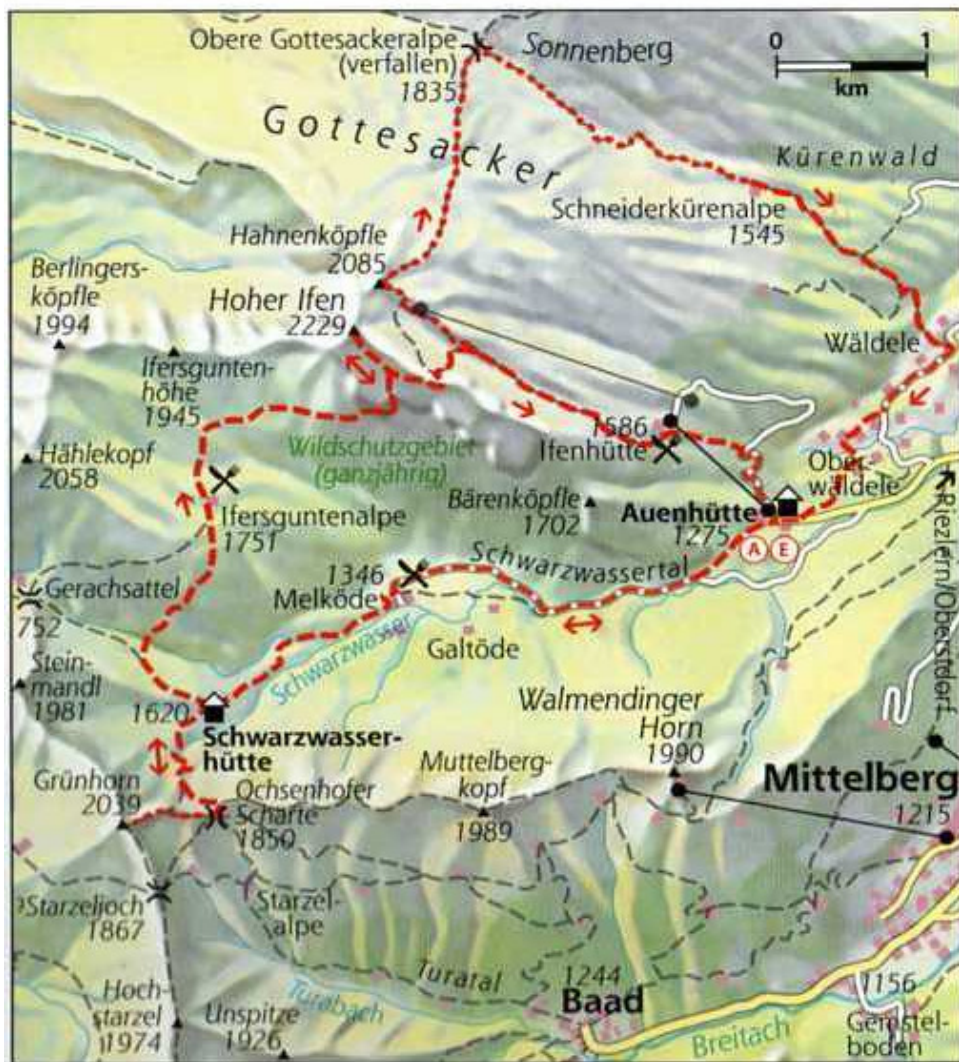 Obere Gottesackeralpe
(verfallen)
1835
Sonnenberg
0
1
km
Gottesacker
Kürenwald
Schneiderkürenalpe
1545
Hahnenköpfle
2085
Berlingers-
köpfle
1994
Hoher Ifen
2229
Wäldele
Ifersgunten-
höhe
1945
1586
Ifenhütte
Hählekopf
2058
Wildschutzgebiet
(ganzjährig)
Ober-
wäldele
Bärenköpfle
1702
Auenhütte
1275
A
E
Riezlern/Oberstdorf
Ifersguntenalpe
1751
Schwarzwassertal
1346
Melköde
Gerachsattel
752
Galtöde
Schwarzwasser
Stein-
mandl
1981
1620
Schwarzwasser-
hütte
Walmendinger
Horn
1990
Grünhorn
2039
Ochsenhofer
Scharte
1850
Muttelberg-
kopf
1989
Mittelberg
1215
Starzeljoch
1867
Starzel-
alpe
Turatal
Turabach
1244
Baad
1156
Gemstel-
boden
Hoch-
starzel
1974
Unspitze
1926
Breitach